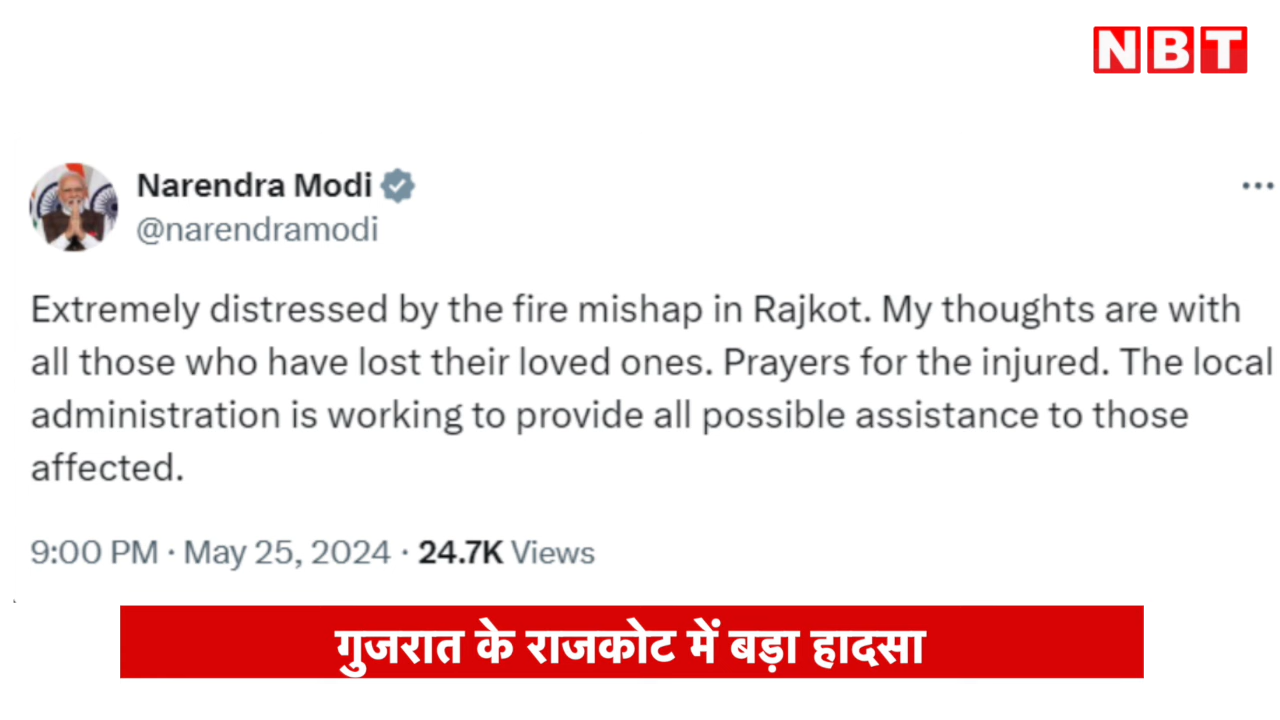 NBT
Narendra Modi
@narendramodi
Extremely distressed by the fire mishap in Rajkot. My thoughts are with
all those who have lost their loved ones. Prayers for the injured. The local
administration is working to provide all possible assistance to those
affected.
9:00 PM · May 25, 2024 · 24.7K Views
गुजरात के राजकोट में बड़ा हादसा